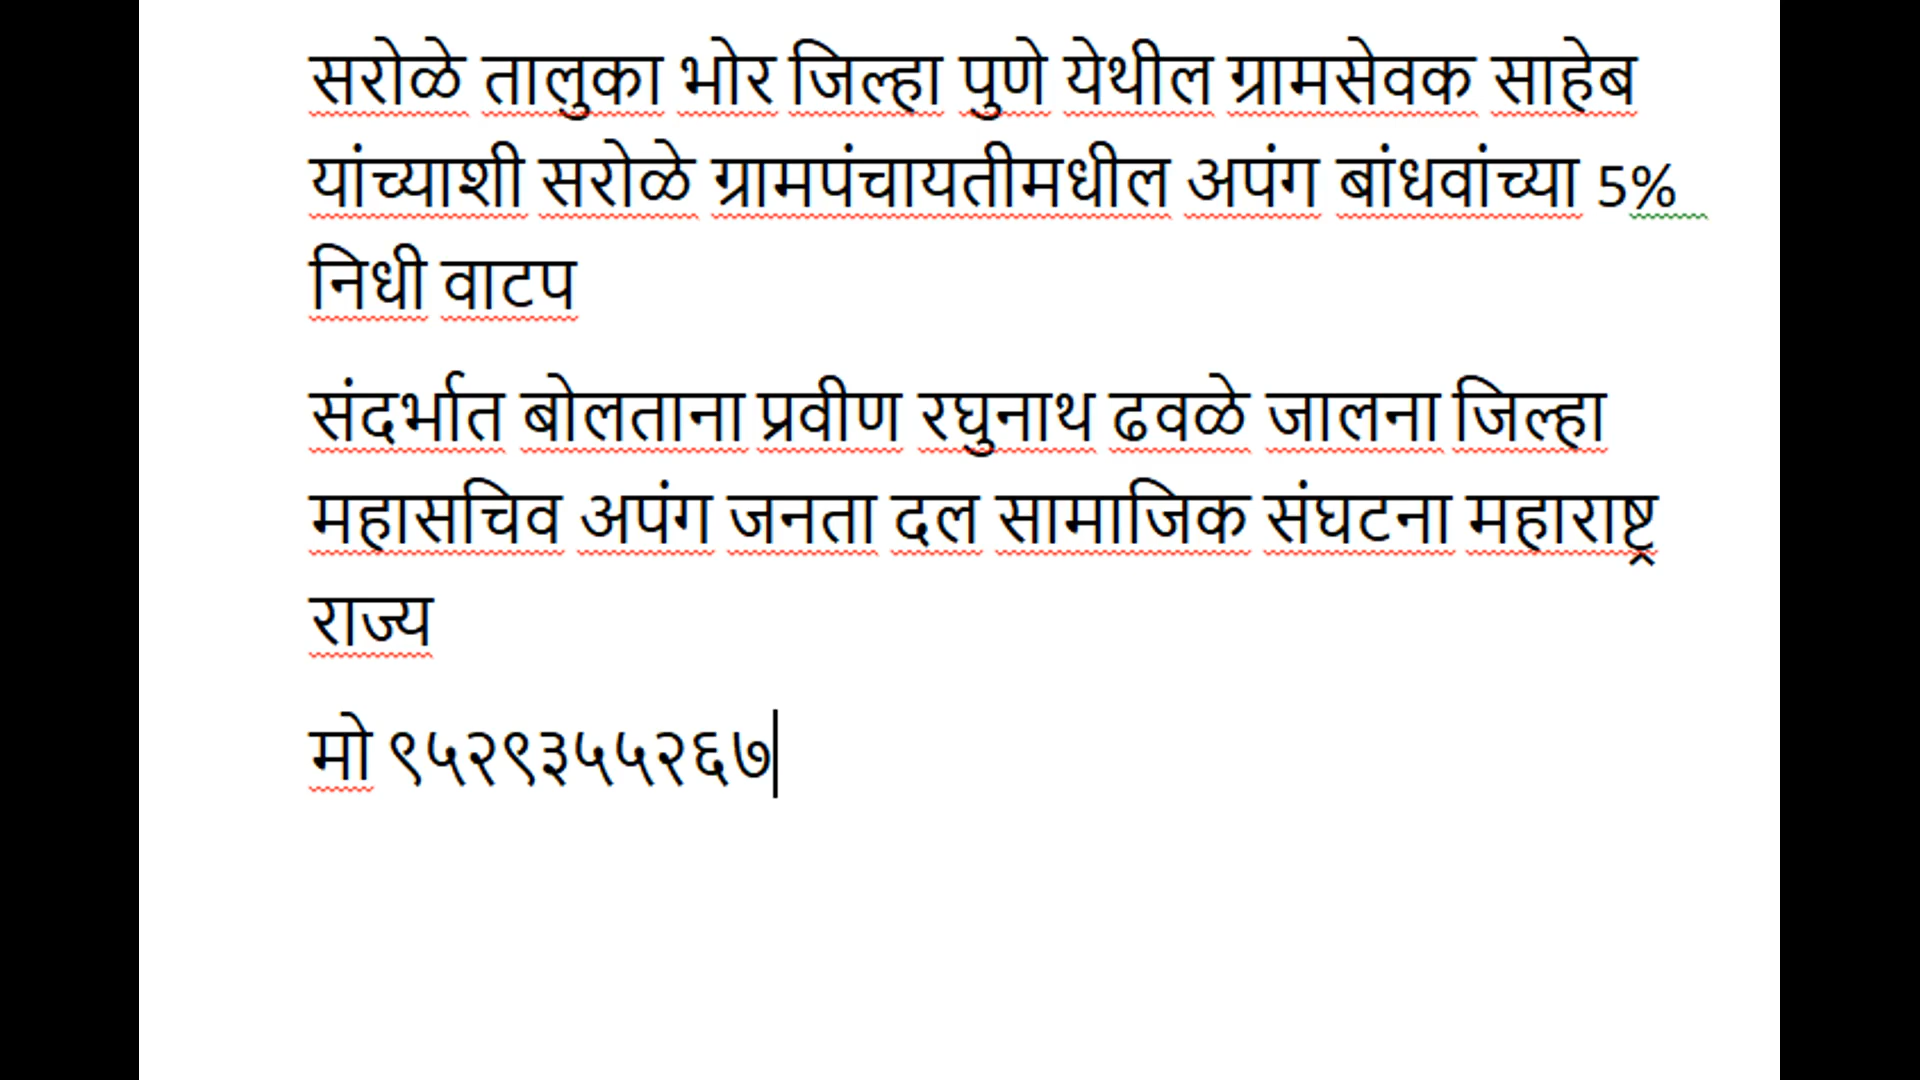 सरोळे तालुका भोर जिल्हा पुणे येथील ग्रामसेवक साहेब
यांच्याशी सरोळे ग्रामपंचायतीमधील अपंग बांधवांच्या 5%
निधी वाटप
संदर्भात बोलताना प्रवीण रघुनाथ ढवळे जालना जिल्हा
महासचिव अपंग जनता दल सामाजिक संघटना महाराष्ट्र
राज्य
मो ९५२९३५५२६७